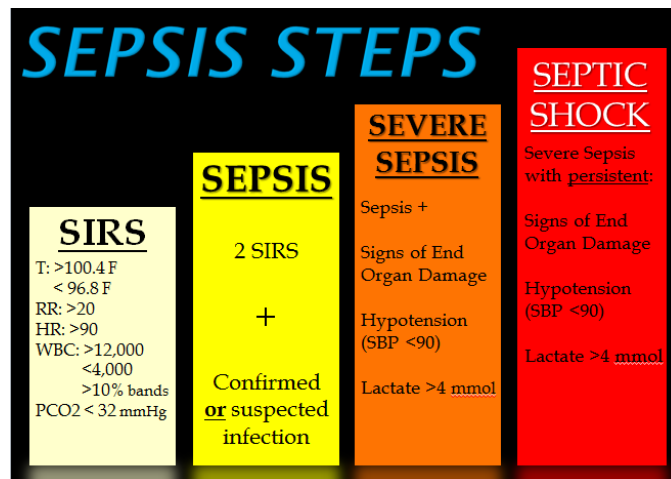 SEPSIS STEPS
SIRS
T: >100.4 F
< 96.8 F
RR: >20
HR: >90
WBC: >12,000
<4,000
>10% bands
PCO2 < 32 mmHg
SEPSIS
2 SIRS
+
Confirmed
or suspected
infection
SEVERE
SEPSIS
Sepsis +
Signs of End
Organ Damage
Hypotension
(SBP <90)
Lactate >4 mmol
SEPTIC
SHOCK
Severe Sepsis
with persistent:
Signs of End
Organ Damage
Hypotension
(SBP <90)
Lactate >4 mmol